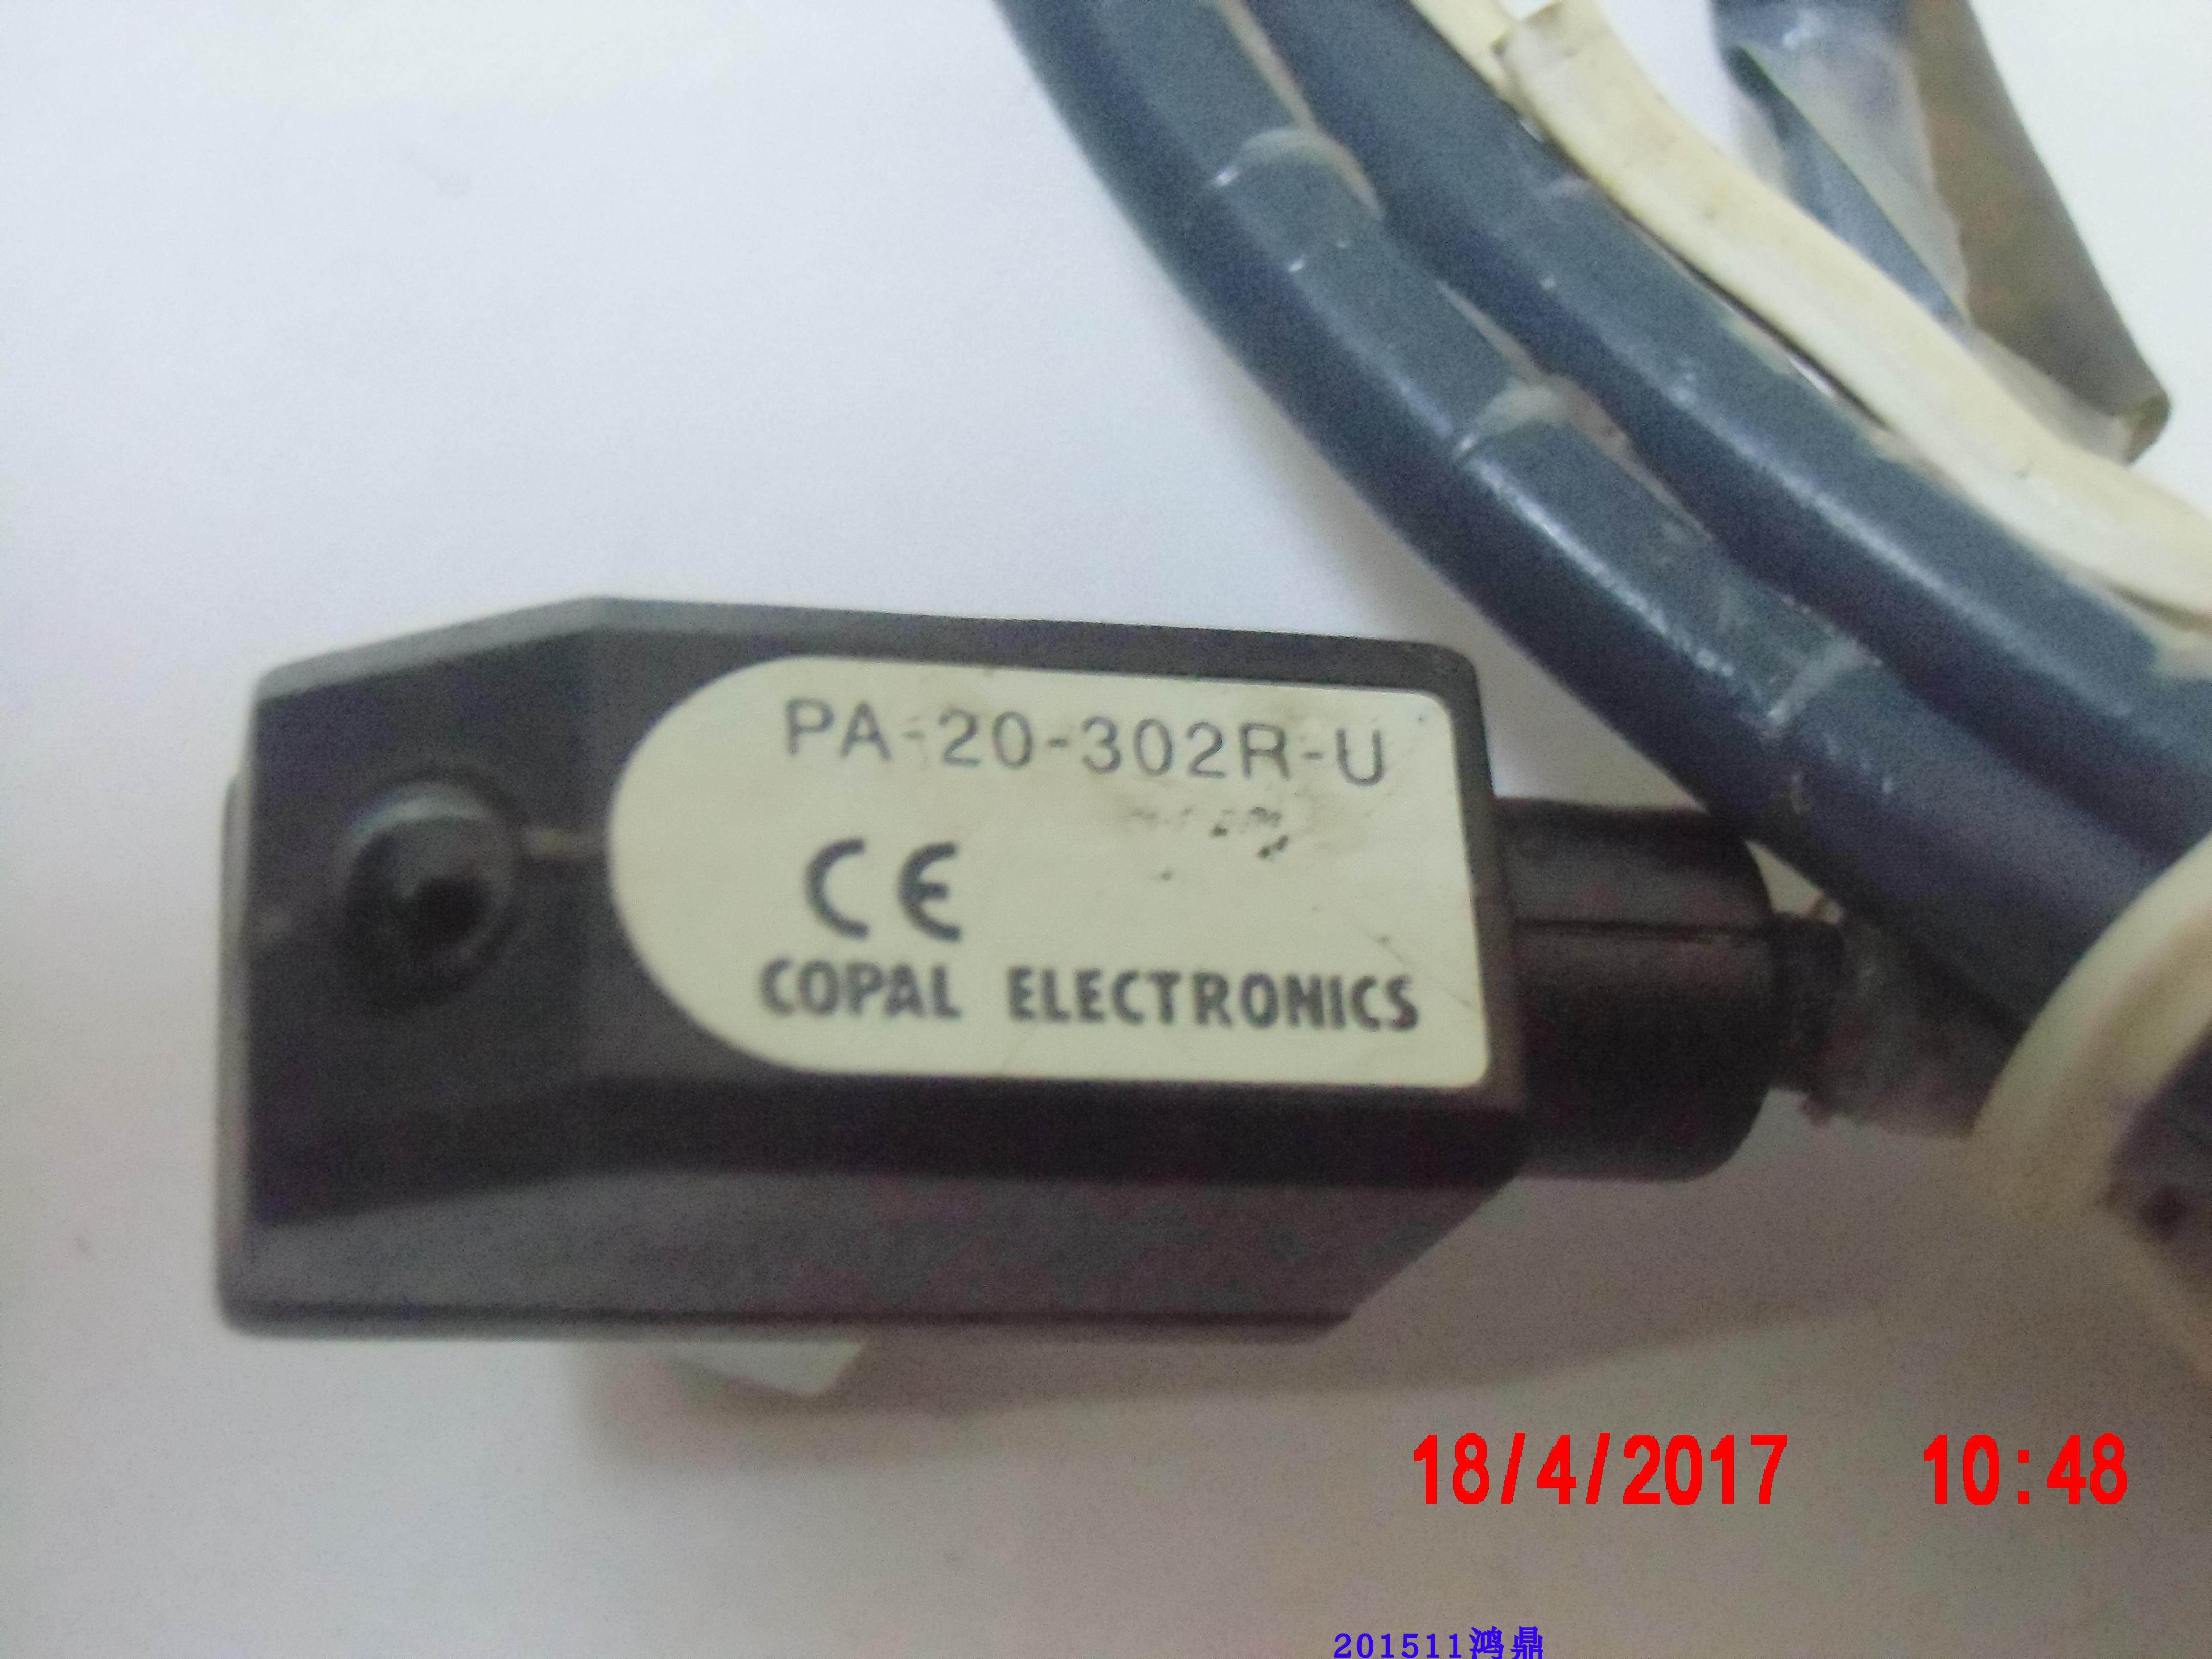 PA-20-302R-U
CE
COPAL ELECTRONICS
18/4/2017 10:48
201511鸿鼎